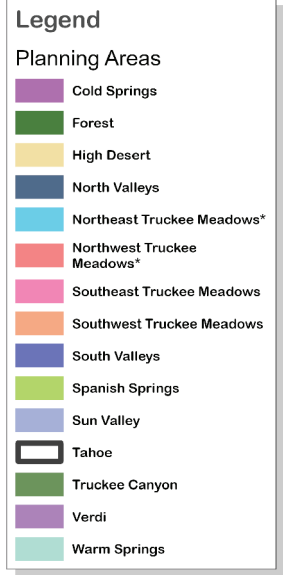 Legend
Planning Areas
Cold Springs
Forest
High Desert
North Valleys
Northeast Truckee Meadows*
Northwest Truckee
Meadows*
Southeast Truckee Meadows
Southwest Truckee Meadows
South Valleys
Spanish Springs
Sun Valley
Tahoe
Truckee Canyon
Verdi
Warm Springs